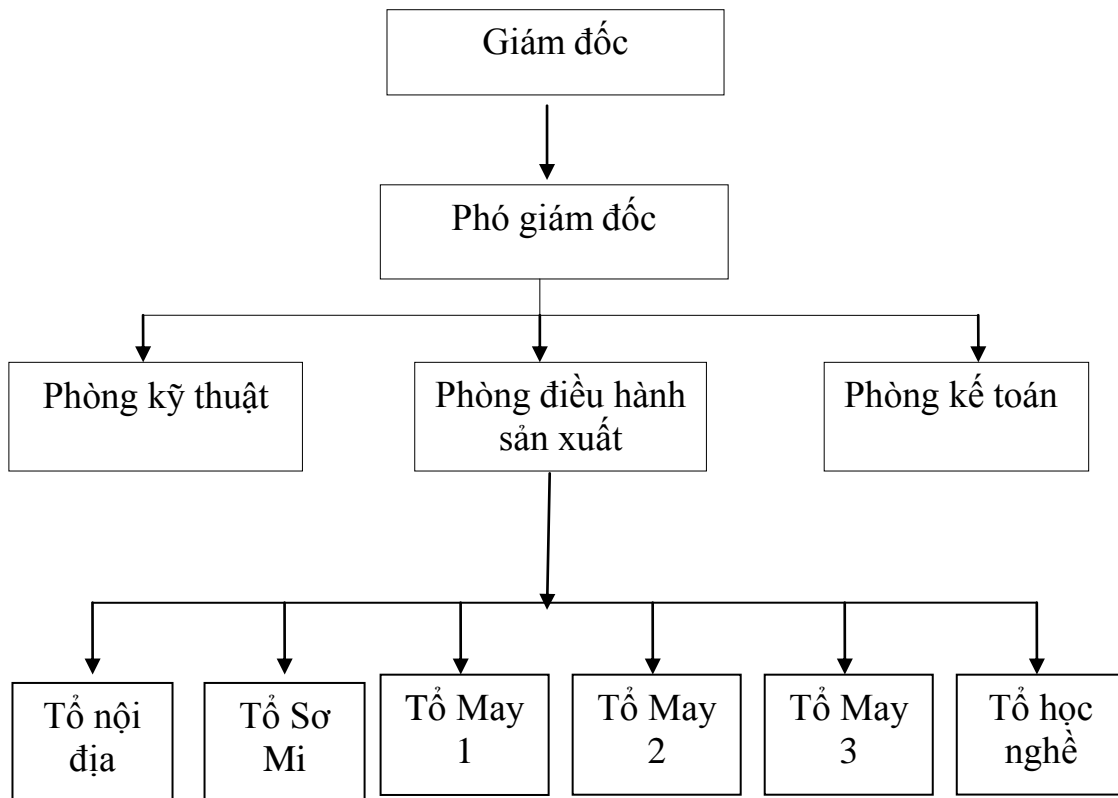 Giám đốc
Phó giám đốc
Phòng kỹ thuật
Phòng điều hành
sản xuất
Phòng kế toán
Tổ nội
địa
Tổ Sơ
Mi
Tổ May
1
Tổ May
2
Tổ May
3
Tổ học
nghề